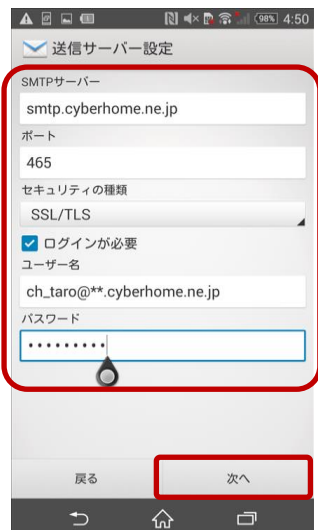 98% 4:50
送信サーバー設定
SMTPサーバー
smtp.cyberhome.ne.jp
ポート
465
セキュリティの種類
SSL/TLS
ログインが必要
ユーザー名
ch_taro@**.cyberhome.ne.jp
パスワード
•••••••••
戻る 次へ